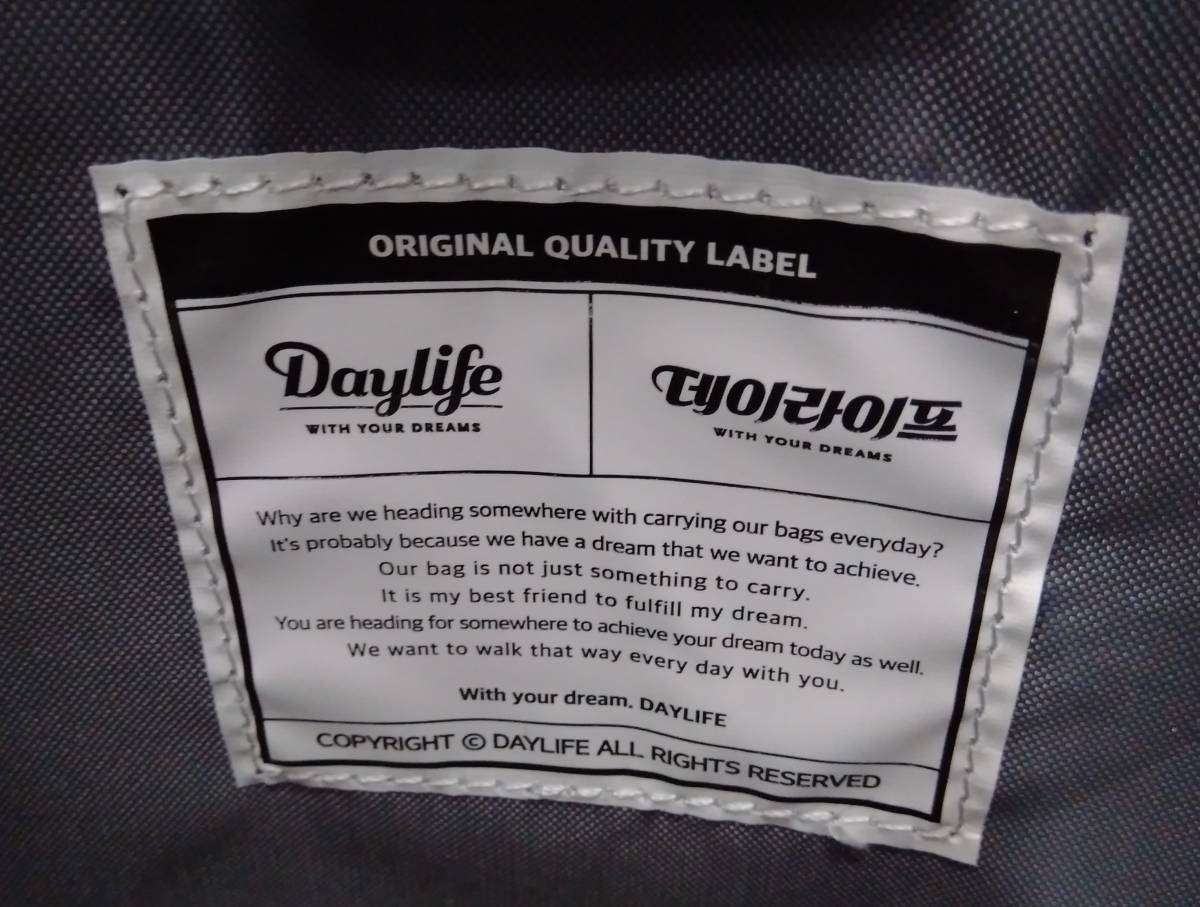 ORIGINAL QUALITY LABEL
Daylife
WITH YOUR DREAMS
데이라이프
WITH YOUR DREAMS
Why are we heading somewhere with carrying our bags everyday?
It's probably because we have a dream that we want to achieve.
Our bag is not just something to carry.
It is my best friend to fulfill my dream.
You are heading for somewhere to achieve your dream today as well.
We want to walk that way every day with you.
With your dream. DAYLIFE
COPYRIGHT © DAYLIFE ALL RIGHTS RESERVED